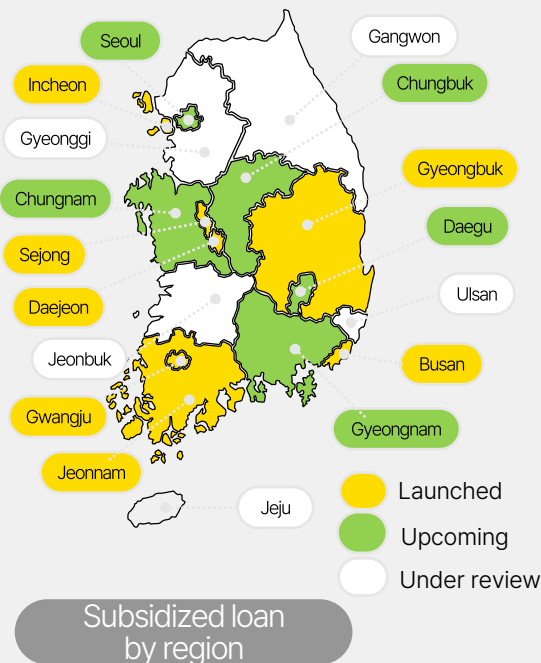 Seoul
Gangwon
Incheon
Chungbuk
Gyeonggi
Gyeongbuk
Chungnam
Daegu
Sejong
Ulsan
Daejeon
Jeonbuk
Busan
Gwangju
Gyeongnam
Jeonnam
Jeju
Launched
Upcoming
Under review
Subsidized loan
by region